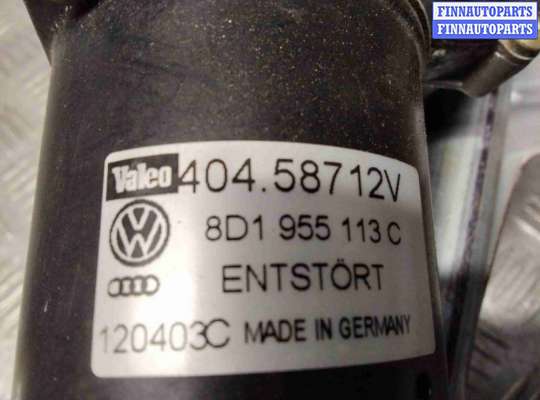 FINNAUTOPARTS
FINNAUTOPARTS
Valeo 404.58712V
8D1 955 113 C
ENTSTÖRT
120403C MADE IN GERMANY